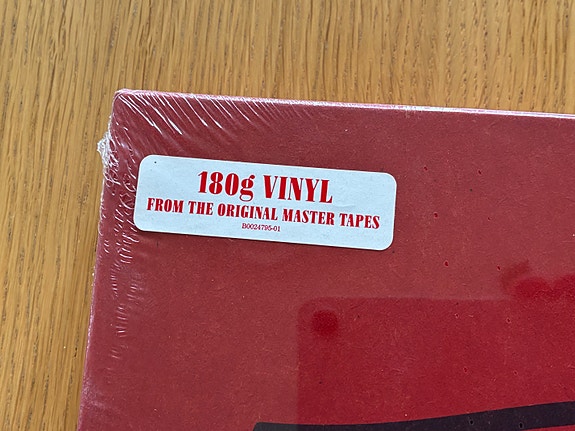 180g VINYL
FROM THE ORIGINAL MASTER TAPES
B0024795-01